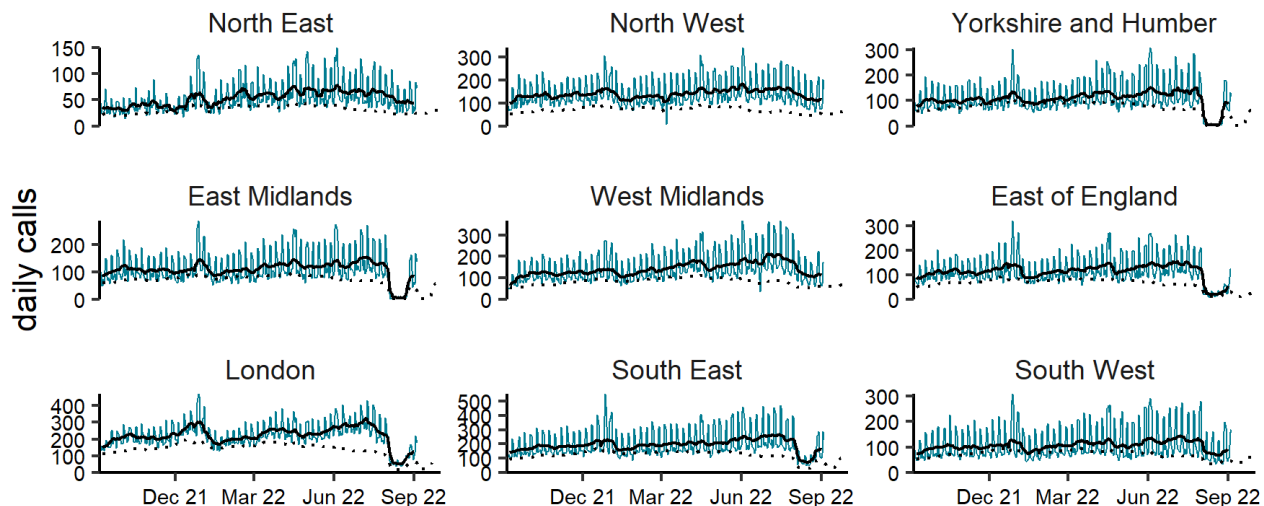 North East
North West
Yorkshire and Humber
150
100
50
0
300
200
100
0
300
200
100
0
East Midlands
West Midlands
East of England
daily calls
200
100
0
300
200
100
0
300
200
100
0
London
South East
South West
400
300
200
100
0
500
400
300
200
100
0
300
200
100
0
Dec 21 Mar 22 Jun 22 Sep 22
Dec 21 Mar 22 Jun 22 Sep 22
Dec 21 Mar 22 Jun 22 Sep 22